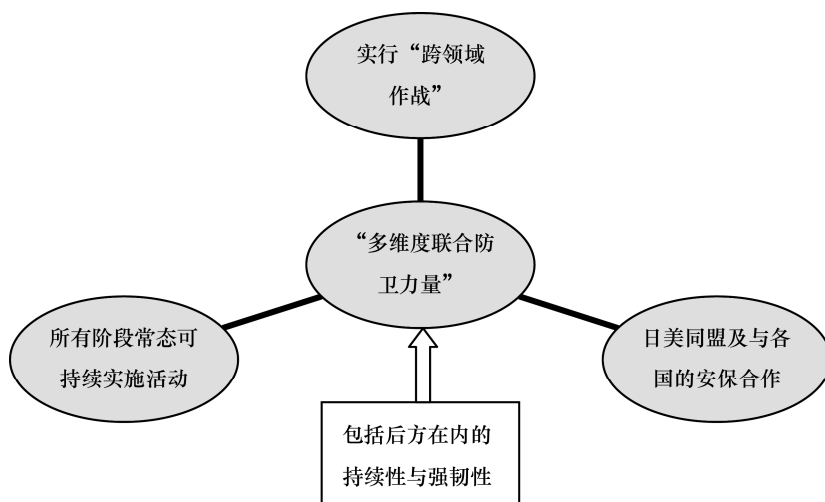 实行“跨领域
作战”
“多维度联合防
卫力量”
所有阶段常态可
持续实施活动
日美同盟及与各
国的安保合作
包括后方在内的
持续性与强韧性